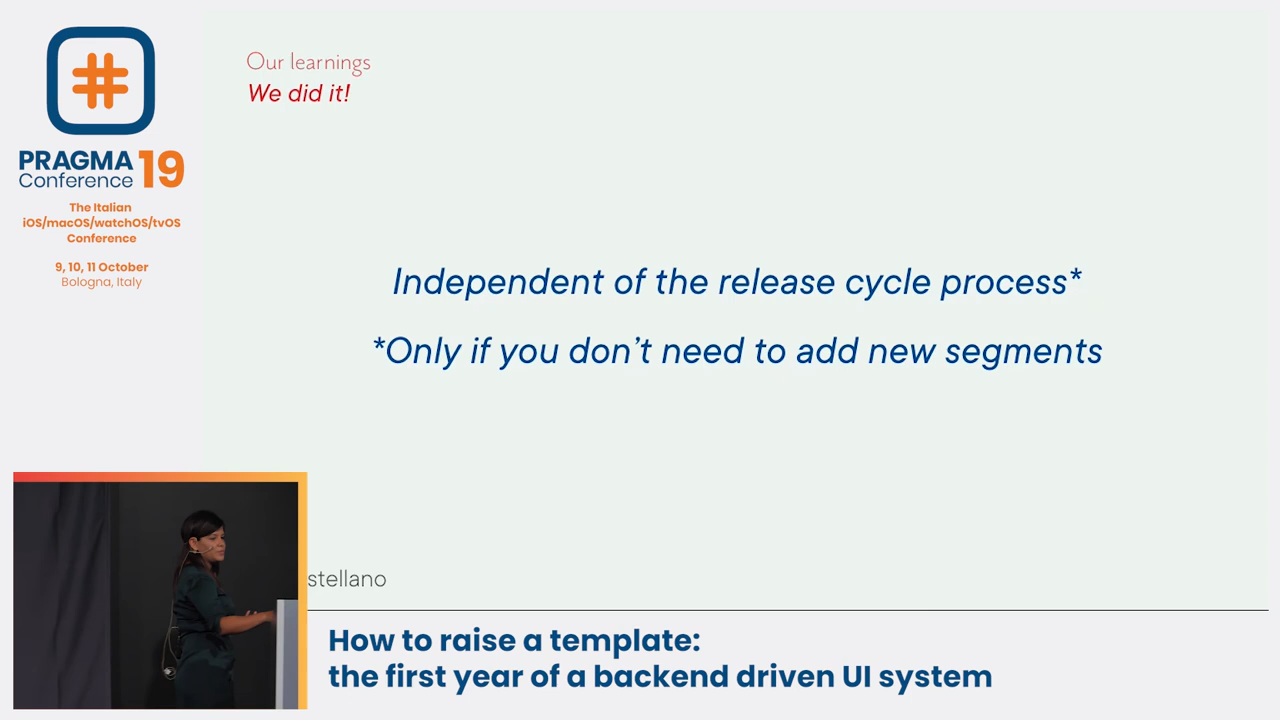 PRAGMA
Conference
19
The Italian
iOS/macOS/watchOS/tvOS
Conference
9, 10, 11 October
Bologna, Italy
Our learnings
We did it!
Independent of the release cycle process*
*Only if you don’t need to add new segments
stellano
How to raise a template:
the first year of a backend driven UI system